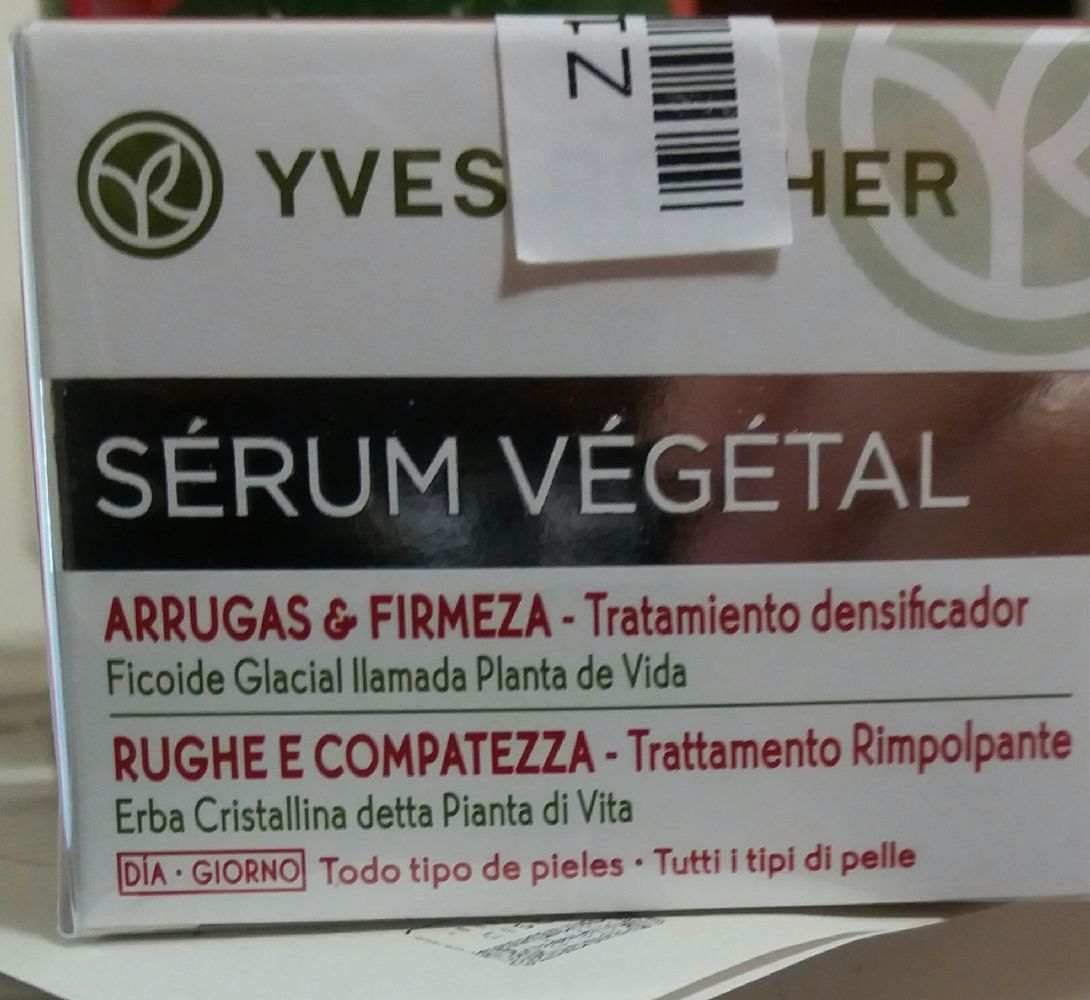 Z1
YVES HER
SÉRUM VÉGÉTAL
ARRUGAS & FIRMEZA - Tratamiento densificador
Ficoide Glacial llamada Planta de Vida
RUGHE E COMPATEZZA - Trattamento Rimpolpante
Erba Cristallina detta Pianta di Vita
DÍA · GIORNO Todo tipo de pieles · Tutti i tipi di pelle